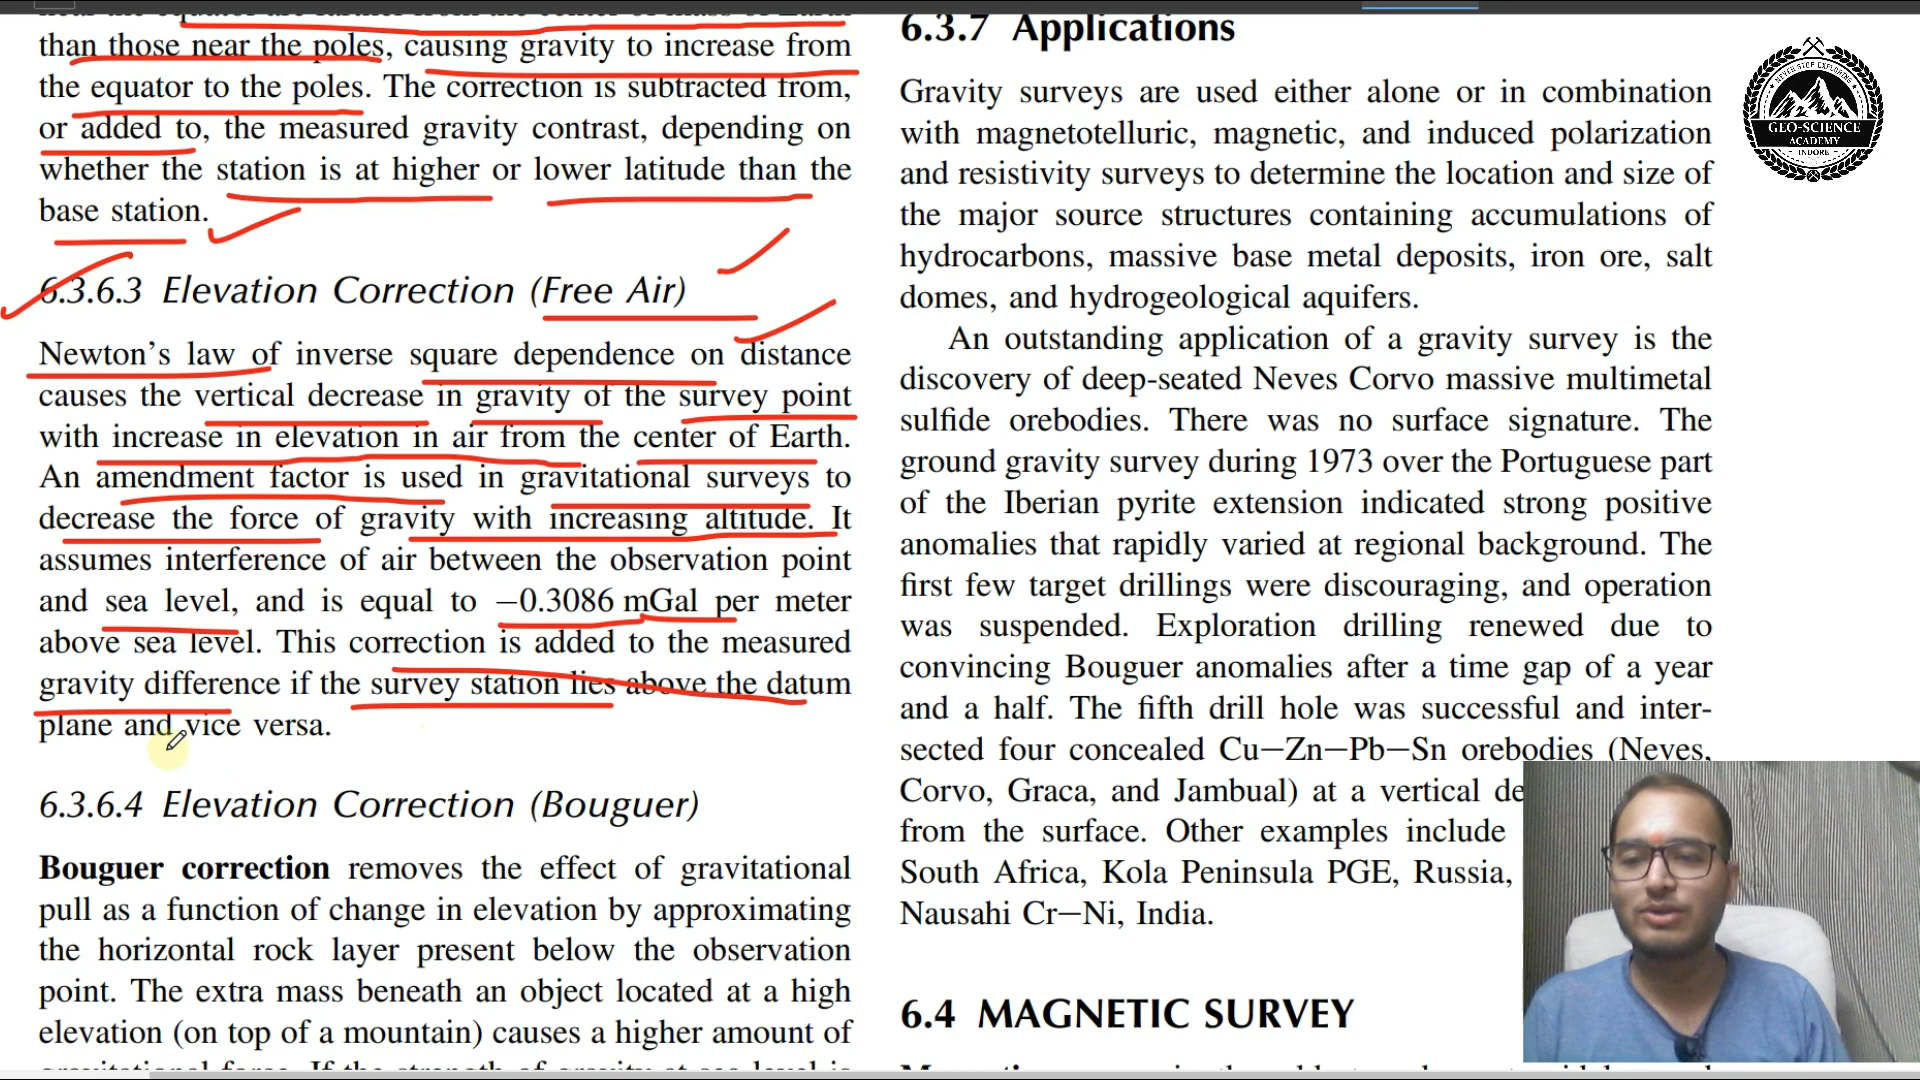 than those near the poles, causing gravity to increase from
the equator to the poles. The correction is subtracted from,
or added to, the measured gravity contrast, depending on
whether the station is at higher or lower latitude than the
base station.
6.3.6.3 Elevation Correction (Free Air)
Newton's law of inverse square dependence on distance
causes the vertical decrease in gravity of the survey point
with increase in elevation in air from the center of Earth.
An amendment factor is used in gravitational surveys to
decrease the force of gravity with increasing altitude. It
assumes interference of air between the observation point
and sea level, and is equal to −0.3086 mGal per meter
above sea level. This correction is added to the measured
gravity difference if the survey station lies above the datum
plane and vice versa.
6.3.6.4 Elevation Correction (Bouguer)
Bouguer correction removes the effect of gravitational
pull as a function of change in elevation by approximating
the horizontal rock layer present below the observation
point. The extra mass beneath an object located at a high
elevation (on top of a mountain) causes a higher amount of
6.3.7 Applications
Gravity surveys are used either alone or in combination
with magnetotelluric, magnetic, and induced polarization
and resistivity surveys to determine the location and size of
the major source structures containing accumulations of
hydrocarbons, massive base metal deposits, iron ore, salt
domes, and hydrogeological aquifers.
An outstanding application of a gravity survey is the
discovery of deep-seated Neves Corvo massive multimetal
sulfide orebodies. There was no surface signature. The
ground gravity survey during 1973 over the Portuguese part
of the Iberian pyrite extension indicated strong positive
anomalies that rapidly varied at regional background. The
first few target drillings were discouraging, and operation
was suspended. Exploration drilling renewed due to
convincing Bouguer anomalies after a time gap of a year
and a half. The fifth drill hole was successful and inter-
sected four concealed Cu−Zn−Pb−Sn orebodies (Neves,
Corvo, Graca, and Jambual) at a vertical de
from the surface. Other examples include
South Africa, Kola Peninsula PGE, Russia,
Nausahi Cr−Ni, India.
6.4 MAGNETIC SURVEY
NEVER STOP EXPLORING
GEO-SCIENCE
ACADEMY
INDORE